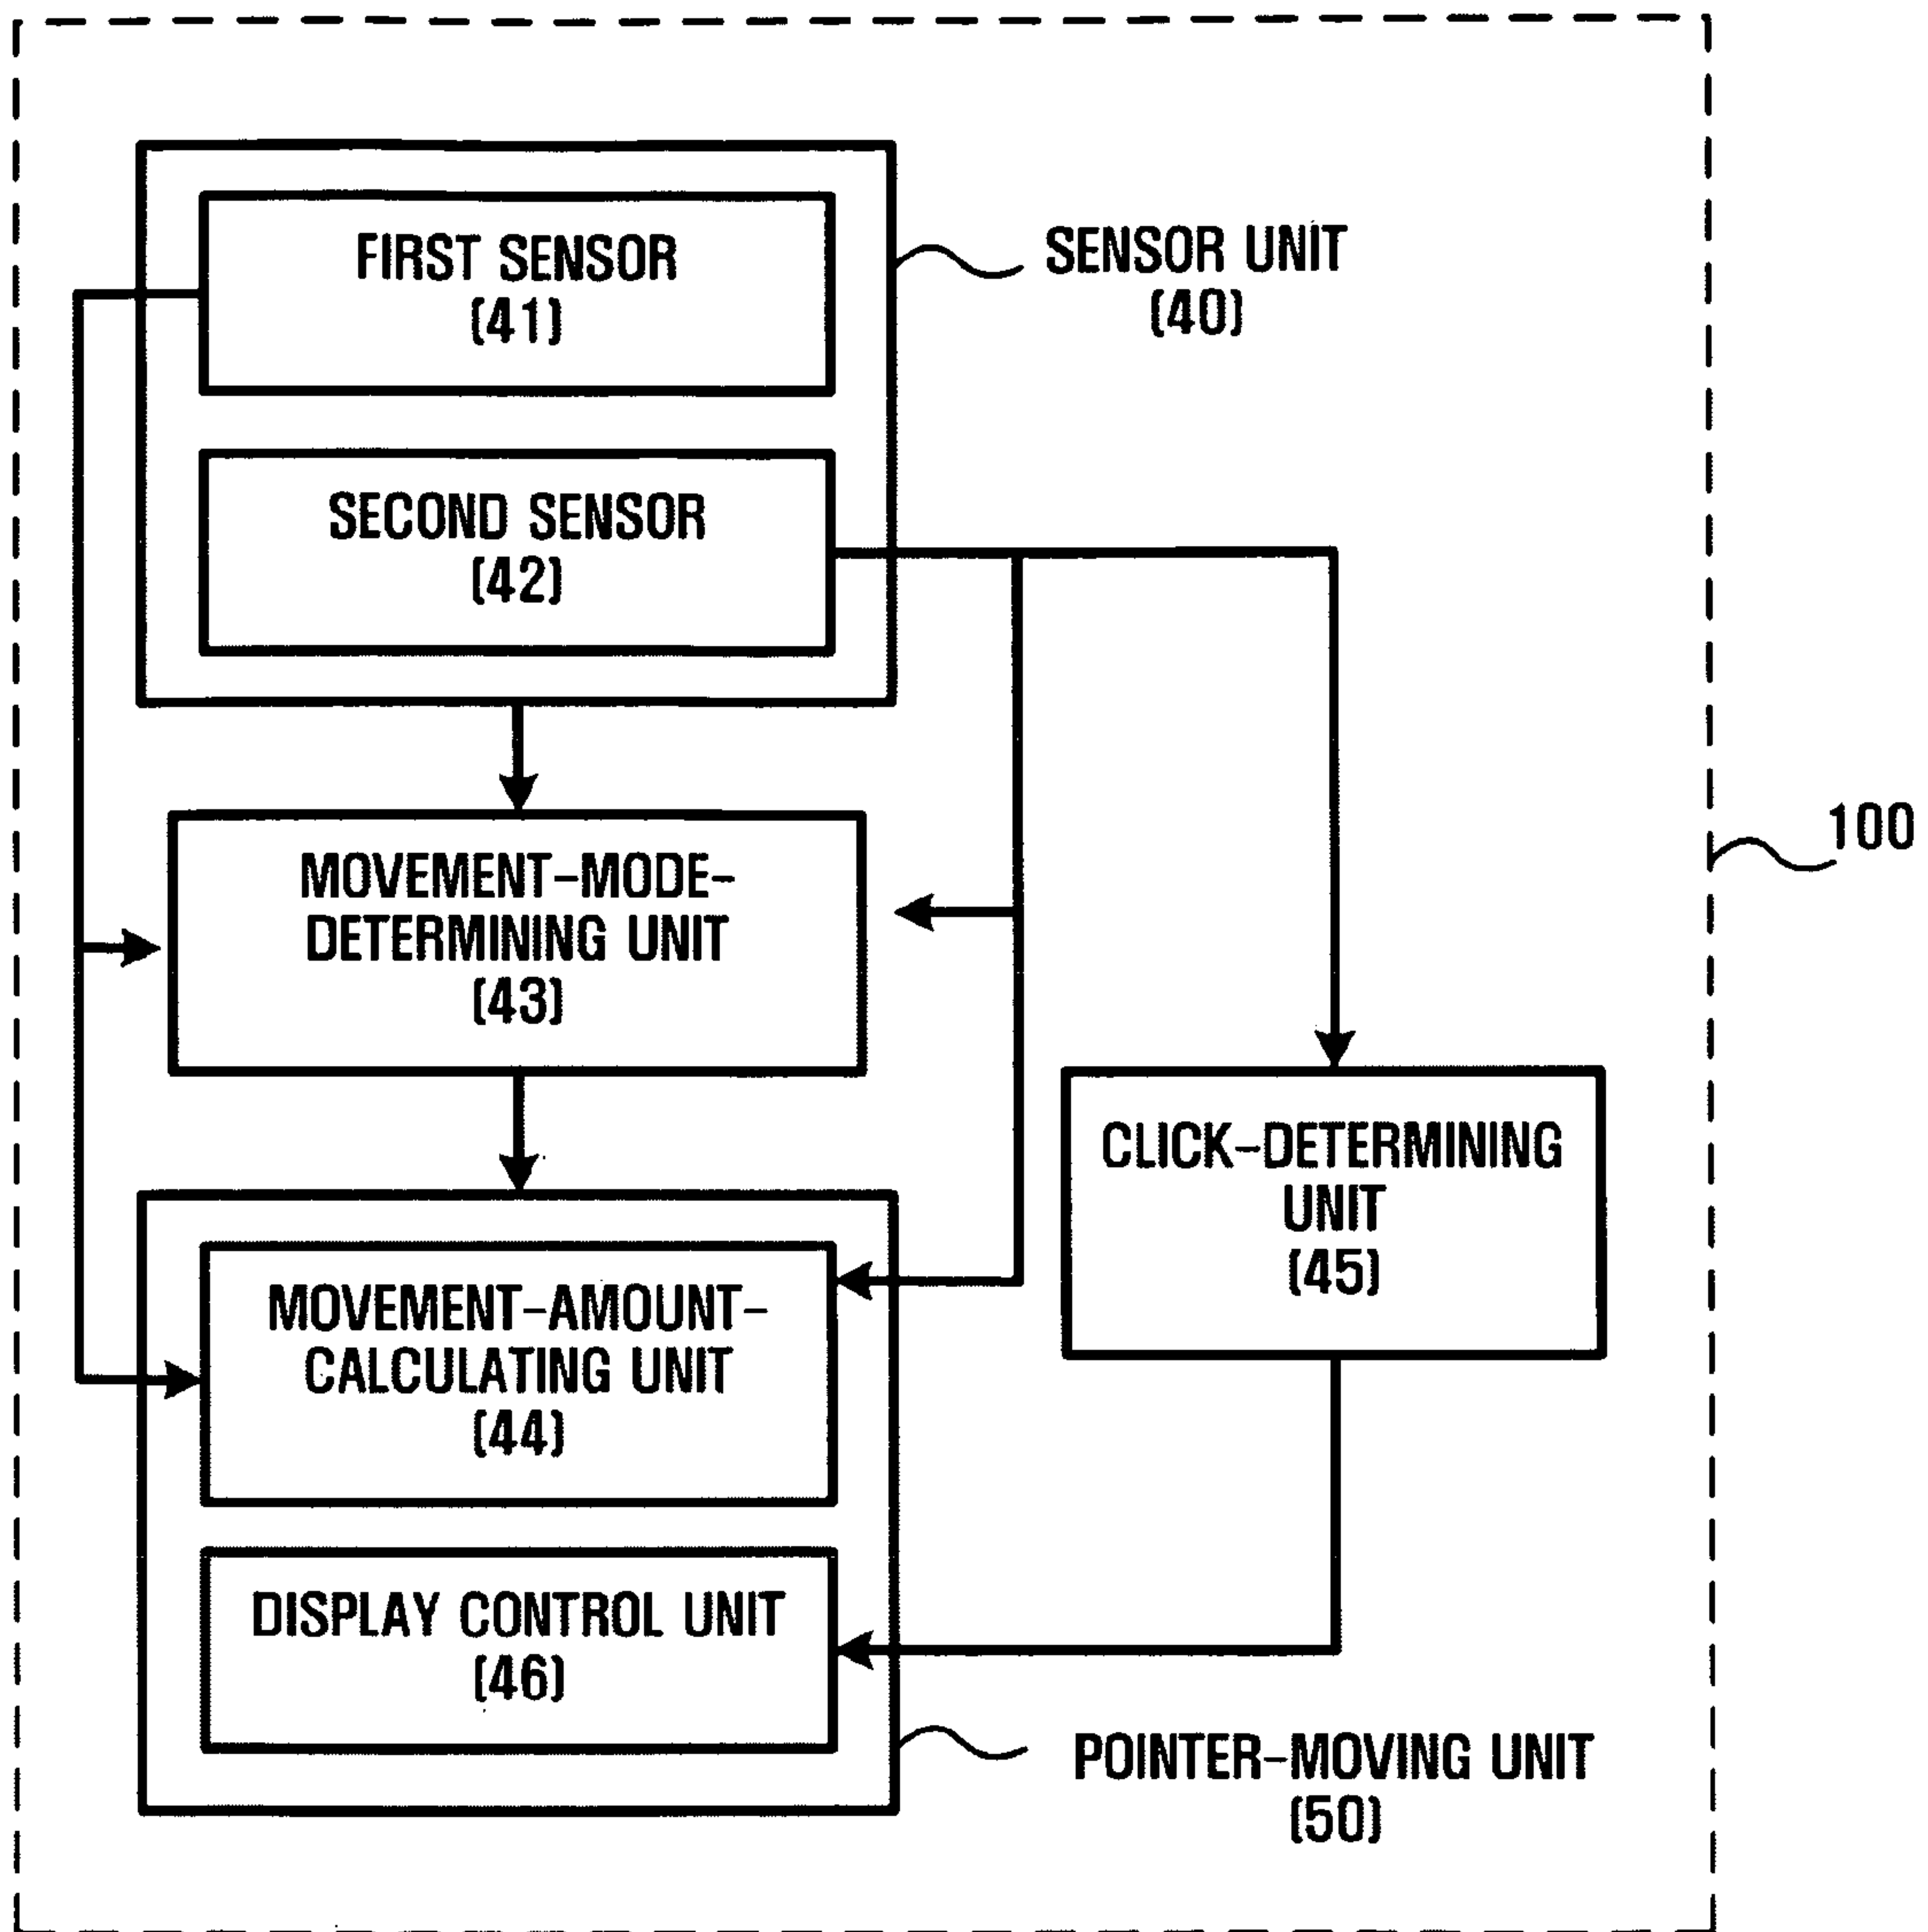 FIRST SENSOR
(41)
SENSOR UNIT
(40)
SECOND SENSOR
(42)
MOVEMENT-MODE-
DETERMINING UNIT
(43)
100
CLICK-DETERMINING
UNIT
(45)
MOVEMENT-AMOUNT-
CALCULATING UNIT
(44)
DISPLAY CONTROL UNIT
(46)
POINTER-MOVING UNIT
(50)